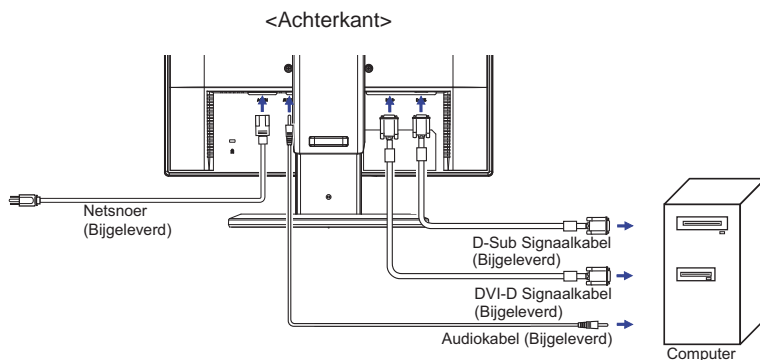 <Achterkant>
Netsnoer
(Bijgeleverd)
D-Sub Signaalkabel
(Bijgeleverd)
DVI-D Signaalkabel
(Bijgeleverd)
Audiokabel (Bijgeleverd)
Computer